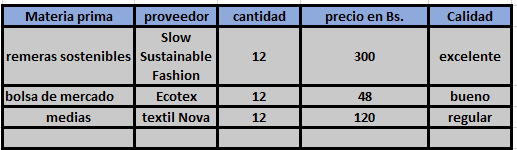 Materia prima proveedor cantidad precio en Bs. Calidad
remeras sostenibles Slow Sustainable Fashion 12 300 excelente
bolsa de mercado Ecotex 12 48 bueno
medias textil Nova 12 120 regular